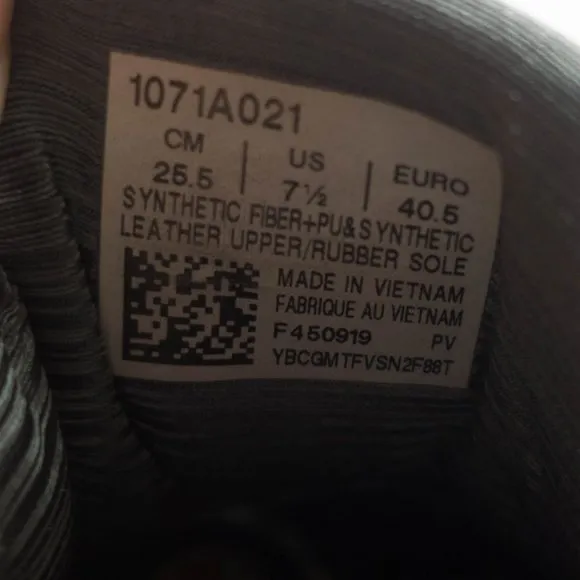 1071A021
CM | US | EURO
25.5 | 7½ | 40.5
SYNTHETIC FIBER+PU&SYNTHETIC
LEATHER UPPER/RUBBER SOLE
MADE IN VIETNAM
FABRIQUE AU VIETNAM
F450919 PV
YBCGMTFVSN2F88T